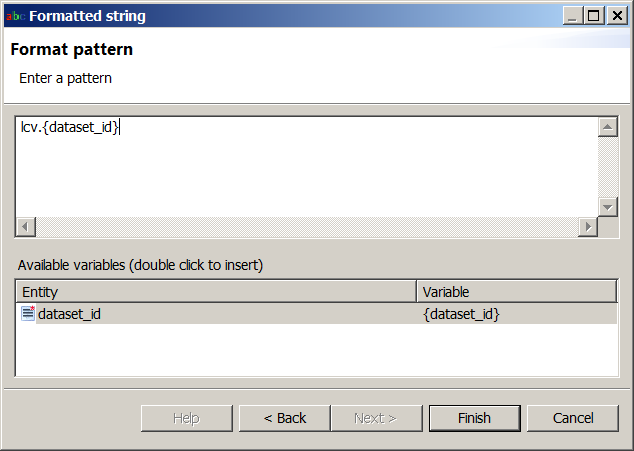 abc Formatted string
Format pattern
Enter a pattern
lcv.{dataset_id}
Available variables (double click to insert)
Entity Variable
dataset_id {dataset_id}
Help < Back Next > Finish Cancel